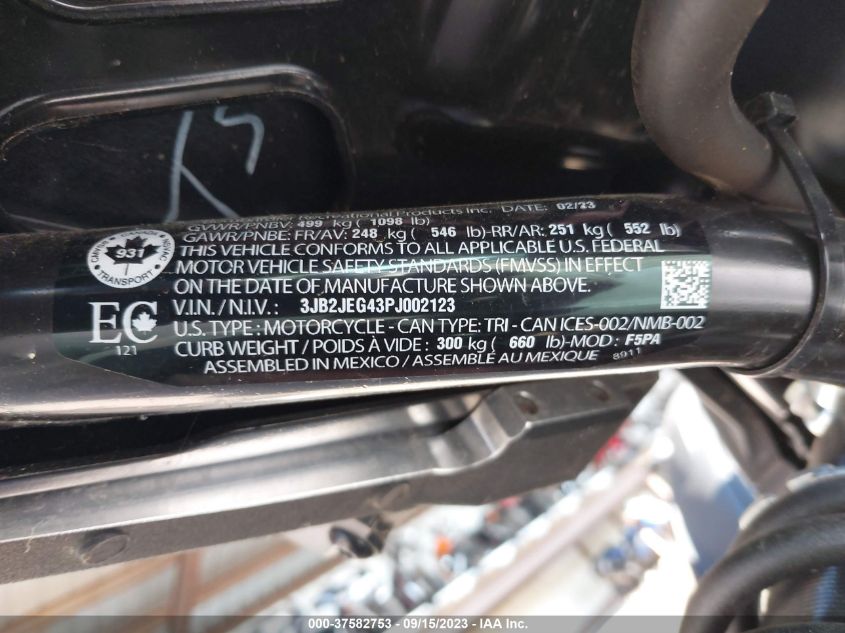 Recreational Products Inc. DATE: 02/23
GVWR/PNBV: 499 kg ( 1098 lb)
GAWR/PNBE: FR/AV: 248 kg ( 546 lb)-RR/AR: 251 kg ( 552 lb)
THIS VEHICLE CONFORMS TO ALL APPLICABLE U.S. FEDERAL
MOTOR VEHICLE SAFETY STANDARDS (FMVSS) IN EFFECT
ON THE DATE OF MANUFACTURE SHOWN ABOVE.
V.I.N. / N.I.V. : 3JB2JEG43PJ002123
U.S. TYPE : MOTORCYCLE - CAN TYPE: TRI - CAN ICES-002/NMB-002
CURB WEIGHT / POIDS À VIDE : 300 kg ( 660 lb)-MOD : F5PA
ASSEMBLED IN MEXICO / ASSEMBLÉ AU MEXIQUE 8911
931
TRANSPORT
EC
121
000-37582753 - 09/15/2023 - IAA Inc.